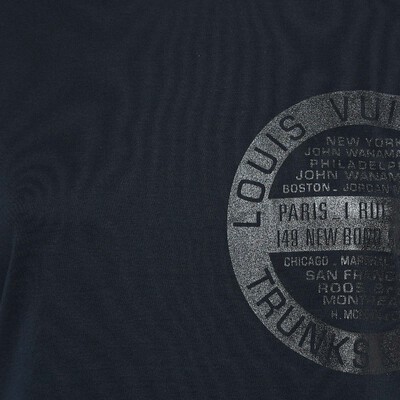 LOUIS VUI
NEW YORK
JOHN WANAMA
PHILADELP
JOHN WANAM
BOSTON - JORDAN
PARIS - 1 RUE
149 NEW BOND
CHICAGO - MARSHAL
SAN FRANC
ROOS B
MONTREA
H. M
TRUNKS